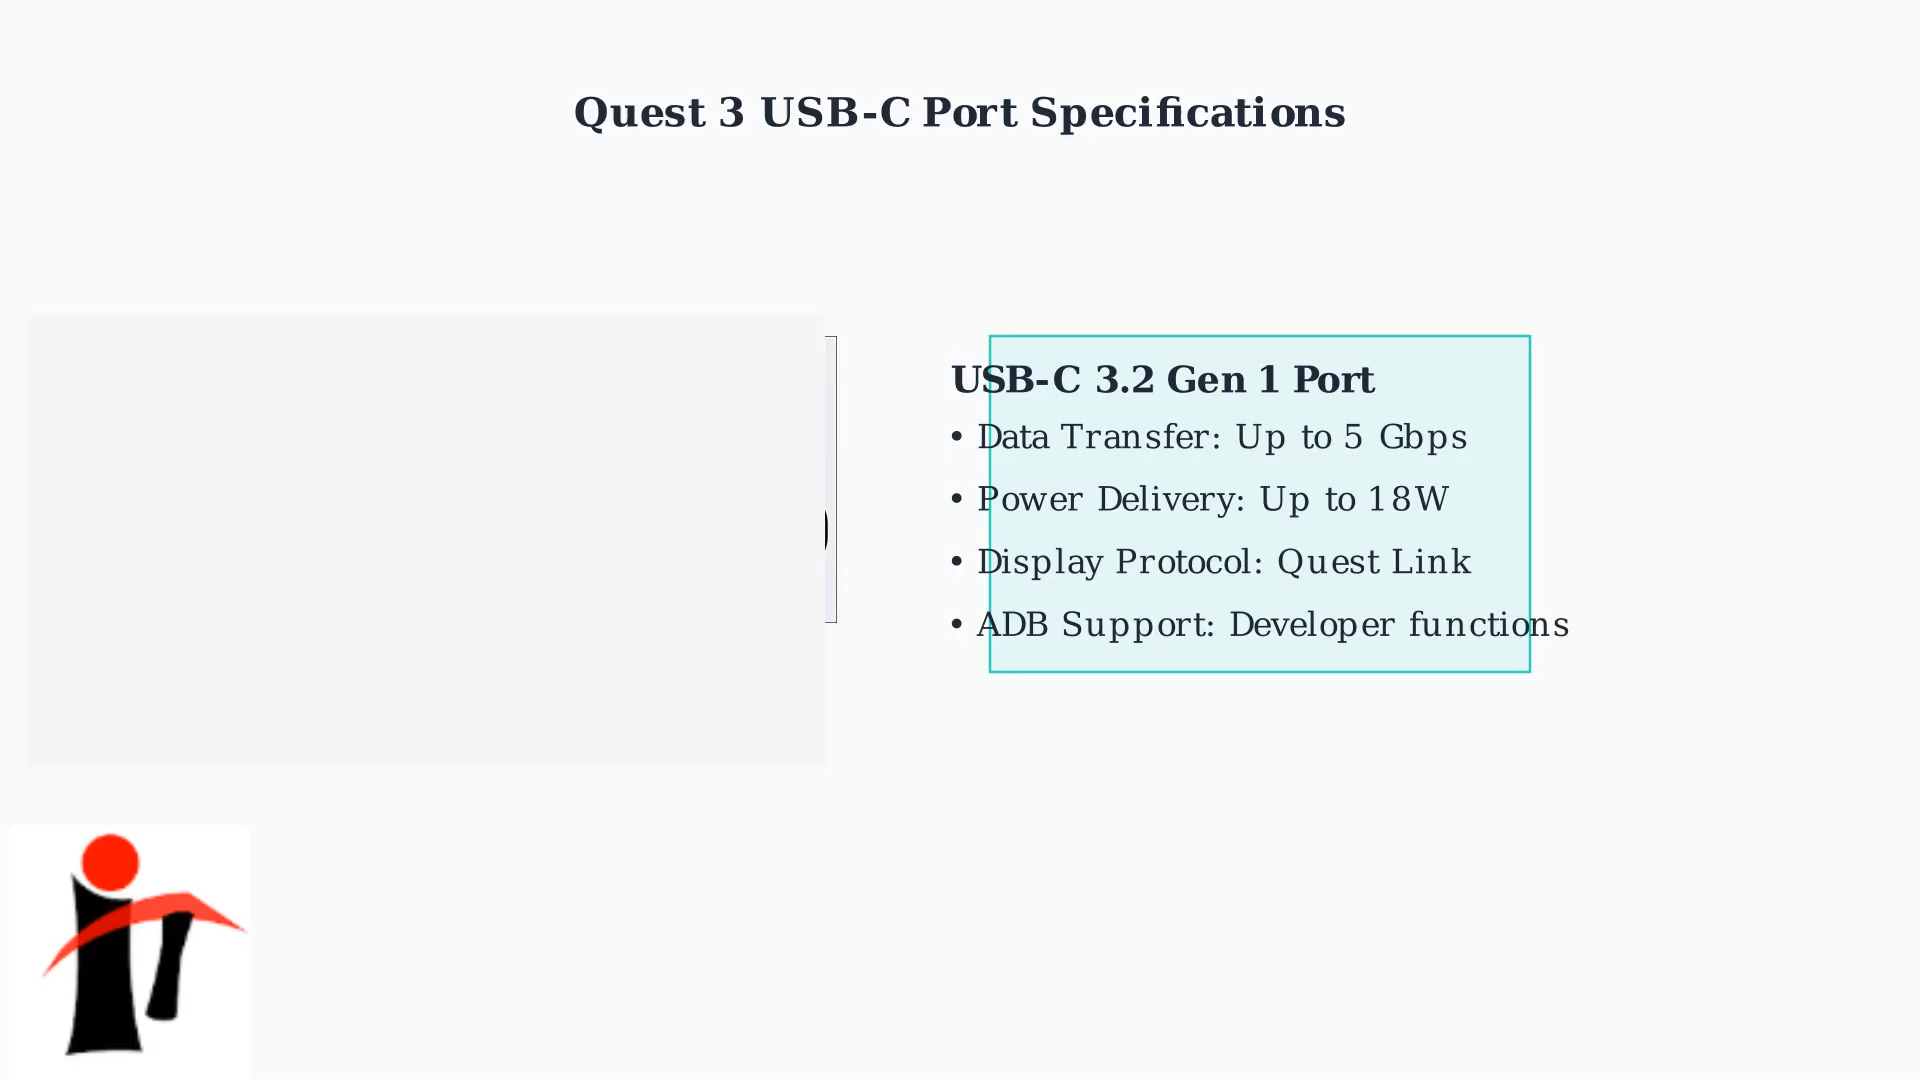 Quest 3 USB-C Port Specifications
USB-C 3.2 Gen 1 Port
• Data Transfer: Up to 5 Gbps
• Power Delivery: Up to 18W
• Display Protocol: Quest Link
• ADB Support: Developer functions